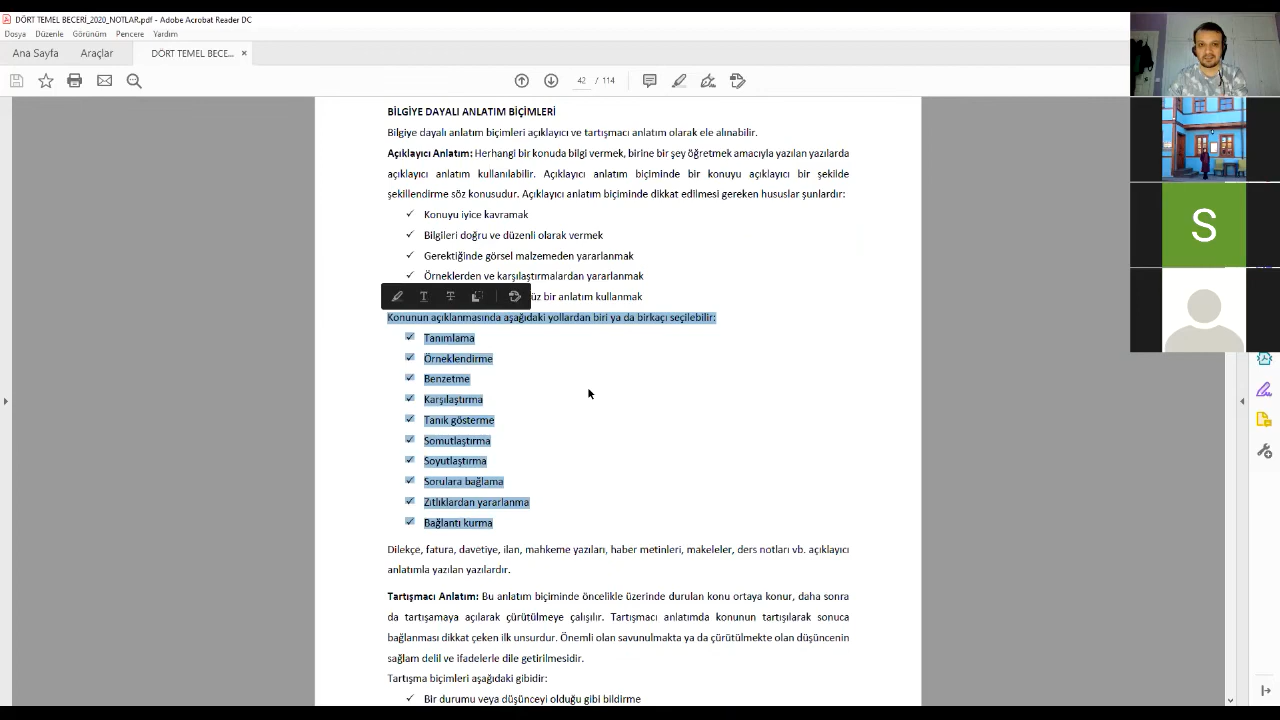 DÖRT TEMEL BECERİ_2020_NOTLAR.pdf - Adobe Acrobat Reader DC
Dosya Düzenle Görünüm Pencere Yardım
Ana Sayfa Araçlar DÖRT TEMEL BECE... ×
42 / 114
BİLGİYE DAYALI ANLATIM BİÇİMLERİ
Bilgiye dayalı anlatım biçimleri açıklayıcı ve tartışmacı anlatım olarak ele alınabilir.
Açıklayıcı Anlatım: Herhangi bir konuda bilgi vermek, birine bir şey öğretmek amacıyla yazılan yazılarda
açıklayıcı anlatım kullanılabilir. Açıklayıcı anlatım biçiminde bir konuyu açıklayıcı bir şekilde
şekillendirme söz konusudur. Açıklayıcı anlatım biçiminde dikkat edilmesi gereken hususlar şunlardır:
✓ Konuyu iyice kavramak
✓ Bilgileri doğru ve düzenli olarak vermek
✓ Gerektiğinde görsel malzemeden yararlanmak
✓ Örneklerden ve karşılaştırmalardan yararlanmak
bir anlatım kullanmak
Konunun açıklanmasında aşağıdaki yollardan biri ya da birkaçı seçilebilir:
✓ Tanımlama
✓ Örneklendirme
✓ Benzetme
✓ Karşılaştırma
✓ Tanık gösterme
✓ Somutlaştırma
✓ Soyutlaştırma
✓ Sorulara bağlama
✓ Zıtlıklardan yararlanma
✓ Bağlantı kurma
Dilekçe, fatura, davetiye, ilan, mahkeme yazıları, haber metinleri, makeleler, ders notları vb. açıklayıcı
anlatımla yazılan yazılardır.
Tartışmacı Anlatım: Bu anlatım biçiminde öncelikle üzerinde durulan konu ortaya konur, daha sonra
da tartışamaya açılarak çürütülmeye çalışılır. Tartışmacı anlatımda konunun tartışılarak sonuca
bağlanması dikkat çeken ilk unsurdur. Önemli olan savunulmakta ya da çürütülmekte olan düşüncenin
sağlam delil ve ifadelerle dile getirilmesidir.
Tartışma biçimleri aşağıdaki gibidir:
✓ Bir durumu veya düşünceyi olduğu gibi bildirme
S